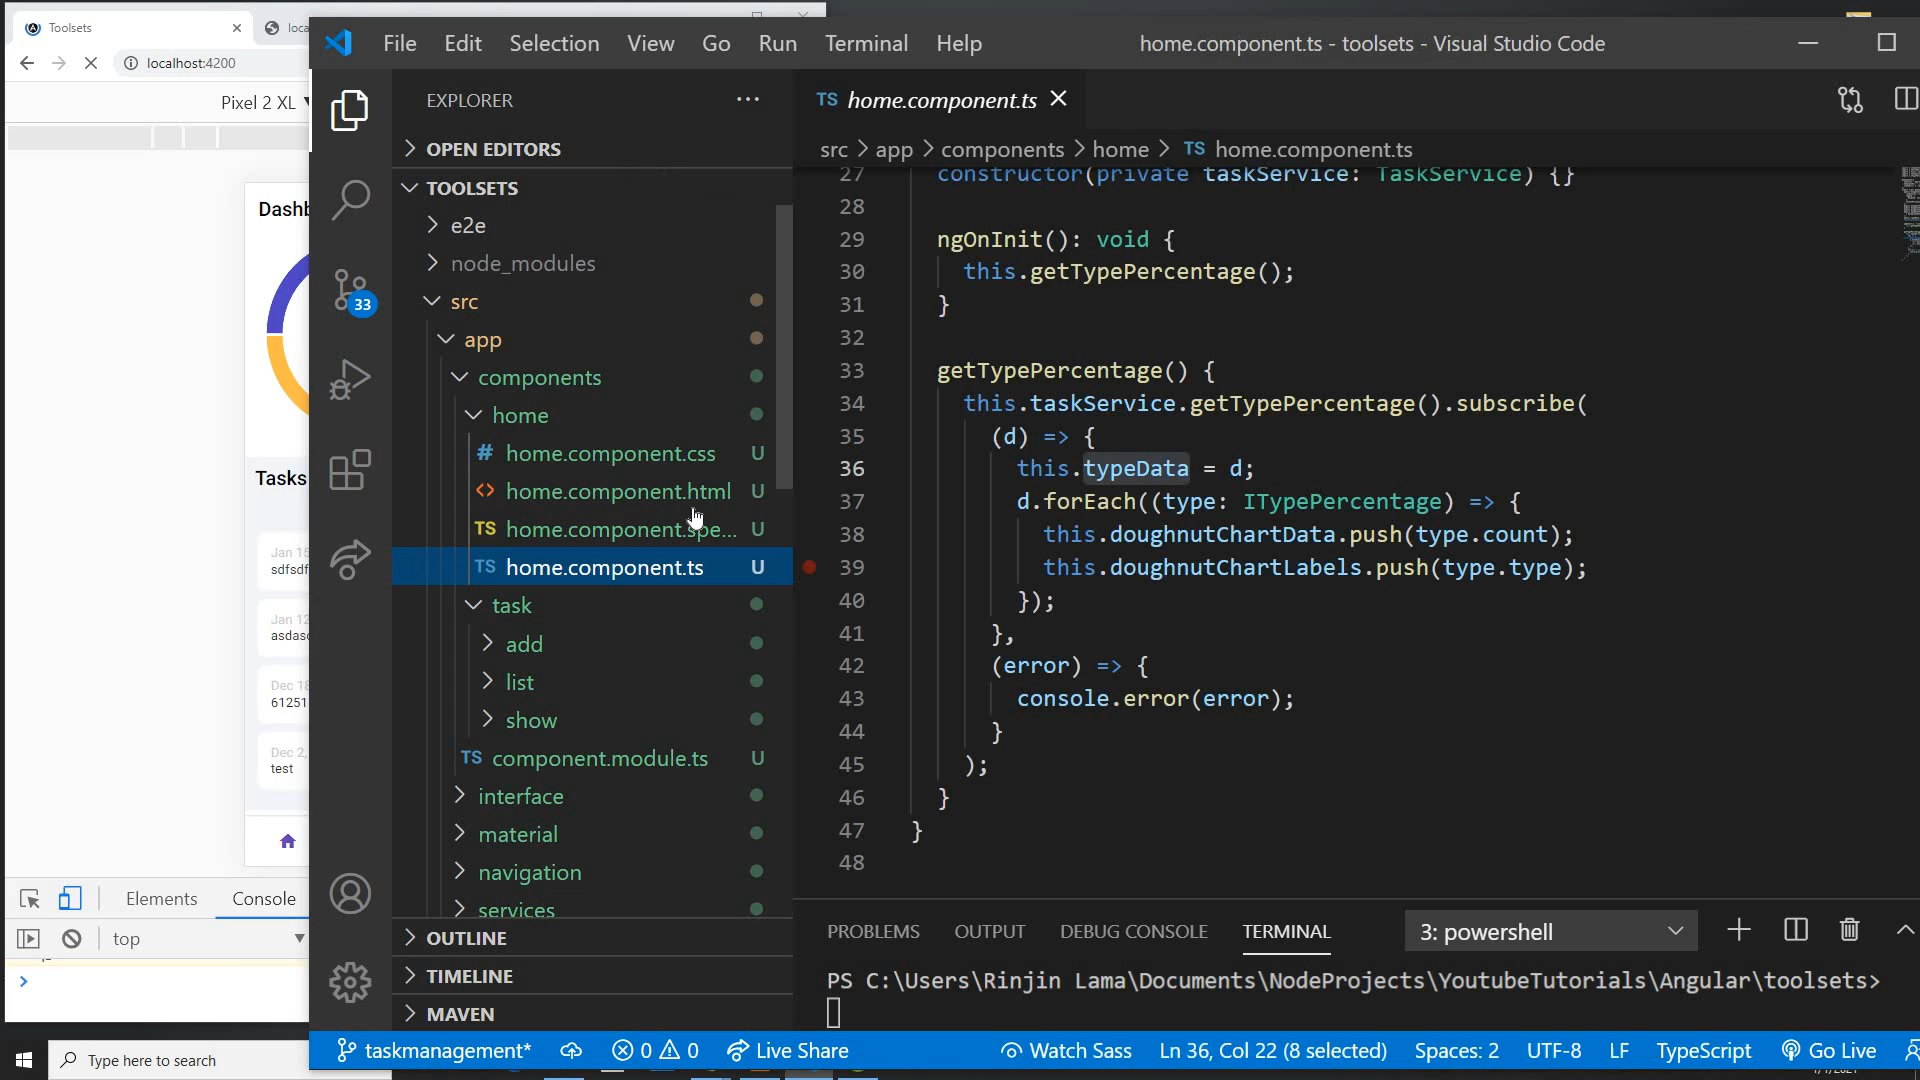 Toolsets
loca
localhost:4200
Pixel 2 XL
Dashb
Tasks
Jan 15
sdfsdf
Jan 12
asdasd
Dec 18
61251
Dec 2,
test
Elements
Console
top
>
Type here to search
File Edit Selection View Go Run Terminal Help
home.component.ts - toolsets - Visual Studio Code
33
EXPLORER
OPEN EDITORS
TOOLSETS
e2e
node_modules
src
app
components
home
# home.component.css U
<> home.component.html U
TS home.component.spe... U
TS home.component.ts U
task
add
list
show
TS component.module.ts U
interface
material
navigation
services
OUTLINE
TIMELINE
MAVEN
TS home.component.ts
src > app > components > home > TS home.component.ts
27 constructor(private taskService: TaskService) {}
28
29 ngOnInit(): void {
30 this.getTypePercentage();
31 }
32
33 getTypePercentage() {
34 this.taskService.getTypePercentage().subscribe(
35 (d) => {
36 this.typeData = d;
37 d.forEach((type: ITypePercentage) => {
38 this.doughnutChartData.push(type.count);
39 this.doughnutChartLabels.push(type.type);
40 });
41 },
42 (error) => {
43 console.error(error);
44 }
45 );
46 }
47 }
48
PROBLEMS OUTPUT DEBUG CONSOLE TERMINAL
3: powershell
PS C:\Users\Rinjin Lama\Documents\NodeProjects\YoutubeTutorials\Angular\toolsets>
taskmanagement* 0 0 Live Share Watch Sass Ln 36, Col 22 (8 selected) Spaces: 2 UTF-8 LF TypeScript Go Live